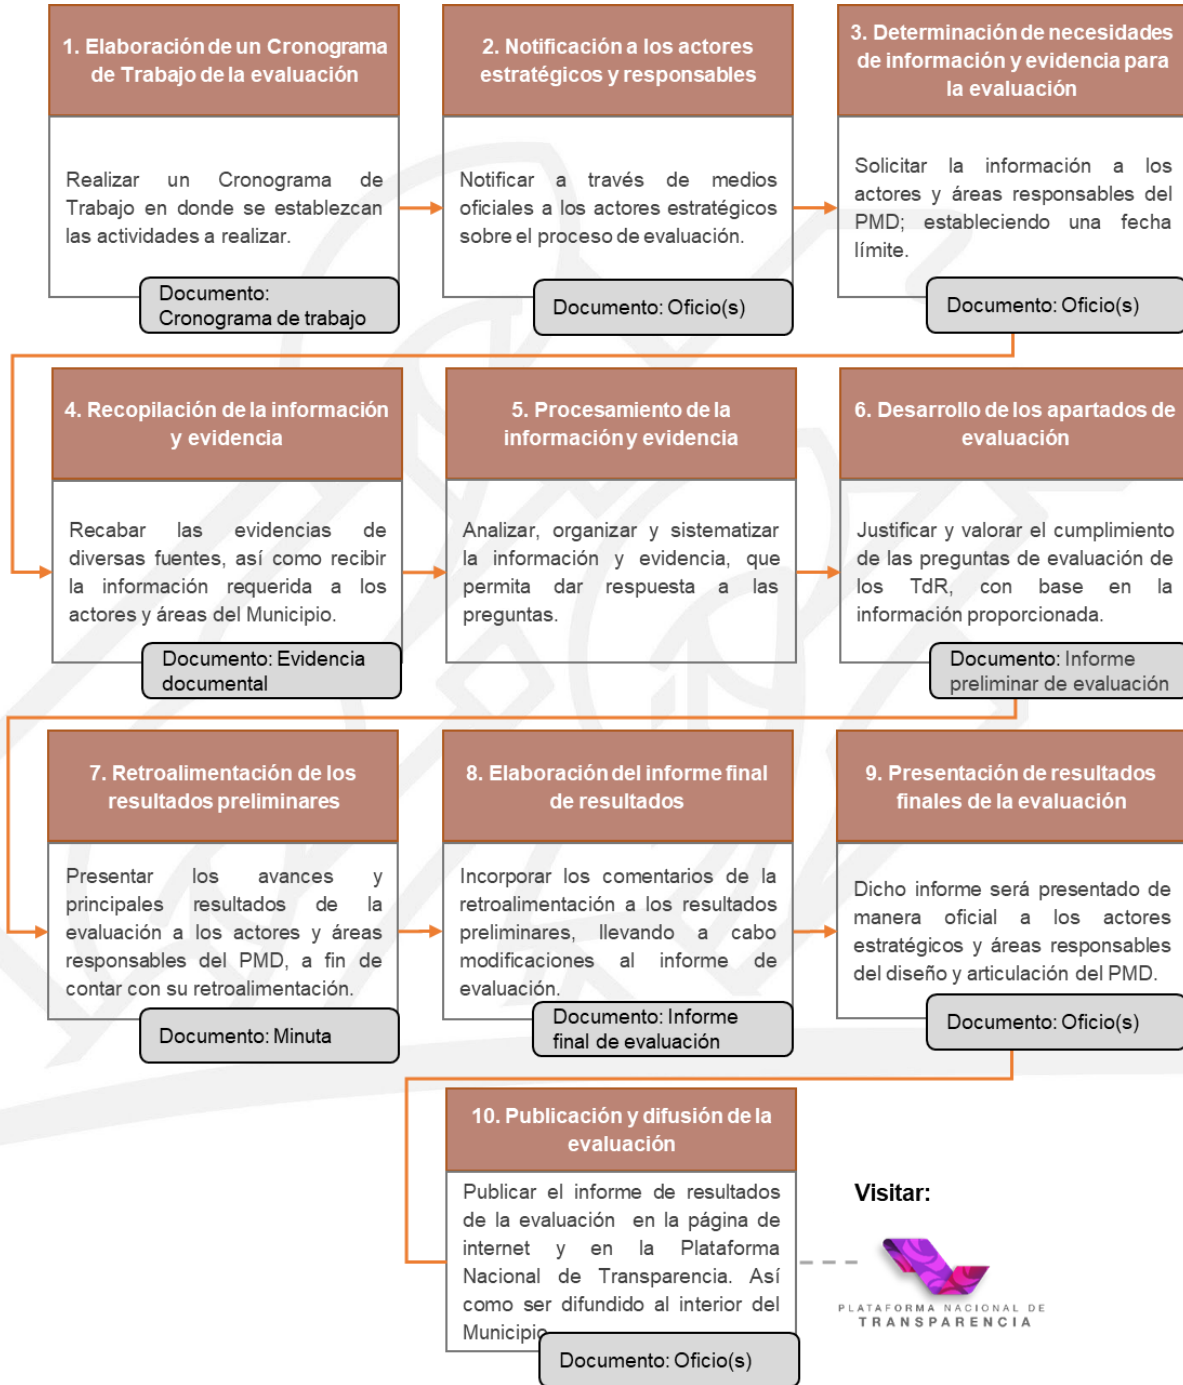 1. Elaboración de un Cronograma
de Trabajo de la evaluación
Realizar un Cronograma de
Trabajo en donde se establezcan
las actividades a realizar.
Documento:
Cronograma de trabajo
2. Notificación a los actores
estratégicos y responsables
Notificar a través de medios
oficiales a los actores estratégicos
sobre el proceso de evaluación.
Documento: Oficio(s)
3. Determinación de necesidades
de información y evidencia para
la evaluación
Solicitar la información a los
actores y áreas responsables del
PMD; estableciendo una fecha
límite.
Documento: Oficio(s)
4. Recopilación de la información
y evidencia
Recabar las evidencias de
diversas fuentes, así como recibir
la información requerida a los
actores y áreas del Municipio.
Documento: Evidencia
documental
5. Procesamiento de la
información y evidencia
Analizar, organizar y sistematizar
la información y evidencia, que
permita dar respuesta a las
preguntas.
6. Desarrollo de los apartados de
evaluación
Justificar y valorar el cumplimiento
de las preguntas de evaluación de
los TdR, con base en la
información proporcionada.
Documento: Informe
preliminar de evaluación
7. Retroalimentación de los
resultados preliminares
Presentar los avances y
principales resultados de la
evaluación a los actores y áreas
responsables del PMD, a fin de
contar con su retroalimentación.
Documento: Minuta
8. Elaboración del informe final
de resultados
Incorporar los comentarios de la
retroalimentación a los resultados
preliminares, llevando a cabo
modificaciones al informe de
evaluación.
Documento: Informe
final de evaluación
9. Presentación de resultados
finales de la evaluación
Dicho informe será presentado de
manera oficial a los actores
estratégicos y áreas responsables
del diseño y articulación del PMD.
Documento: Oficio(s)
10. Publicación y difusión de la
evaluación
Publicar el informe de resultados
de la evaluación en la página de
internet y en la Plataforma
Nacional de Transparencia. Así
como ser difundido al interior del
Municipio
Documento: Oficio(s)
Visitar:
PLATAFORMA NACIONAL DE
TRANSPARENCIA